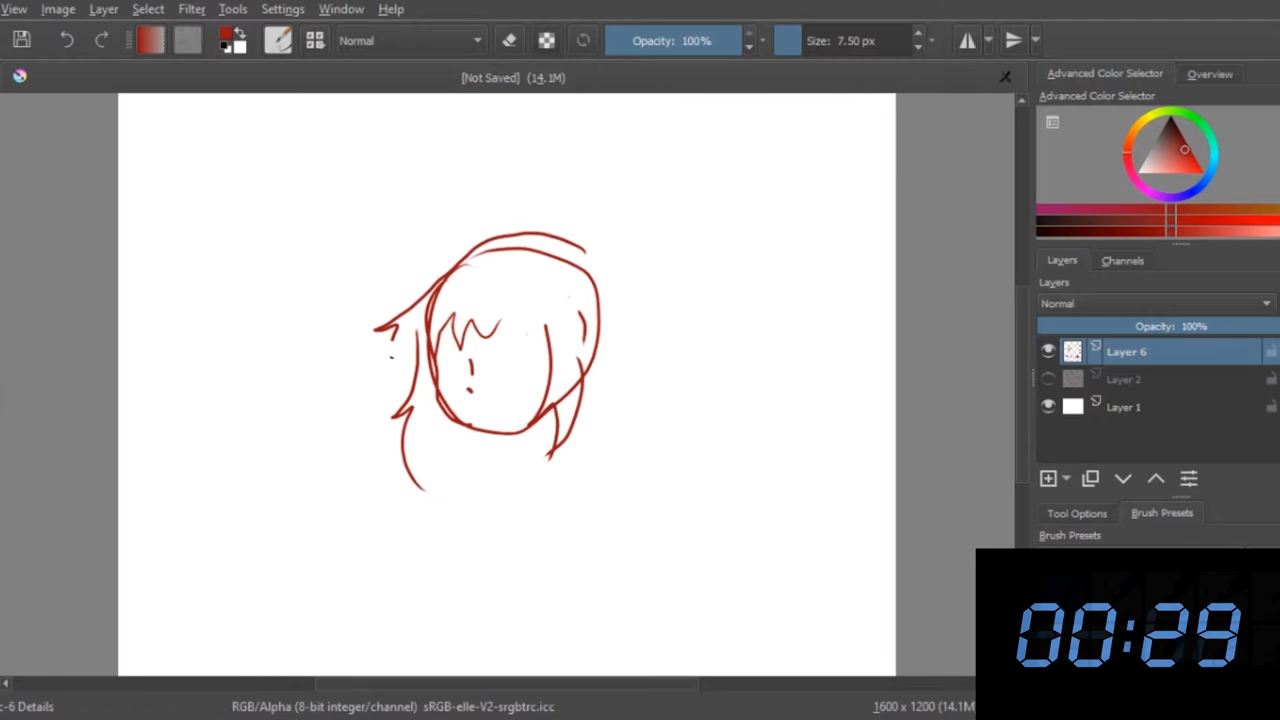 View Image Layer Select Filter Tools Settings Window Help
Normal Opacity: 100% Size: 7.50 px
[Not Saved] (14.1M)
Advanced Color Selector Overview
Advanced Color Selector
Layers Channels
Layers
Normal
Opacity: 100%
Layer 6
Layer 2
Layer 1
Tool Options Brush Presets
Brush Presets
00:29
c-6 Details RGB/Alpha (8-bit integer/channel) sRGB-elle-V2-srgbtrc.icc 1600 x 1200 (14.1M